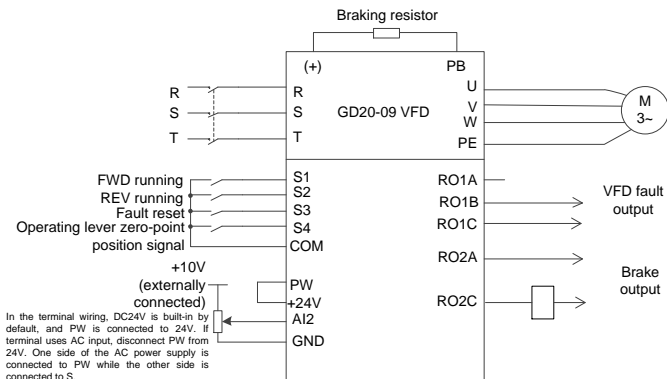 Braking resistor
(+)
PB
R
R
U
M
3~
S
S
GD20-09 VFD
V
W
T
T
PE
FWD running
S1
RO1A
REV running
S2
VFD fault
output
Fault reset
S3
RO1B
Operating lever zero-point
position signal
S4
RO1C
COM
RO2A
+10V
(externally
connected)
PW
Brake
output
+24V
RO2C
AI2
GND
In the terminal wiring, DC24V is built-in by
default, and PW is connected to 24V. If
terminal uses AC input, disconnect PW from
24V. One side of the AC power supply is
connected to PW while the other side is
connected to S